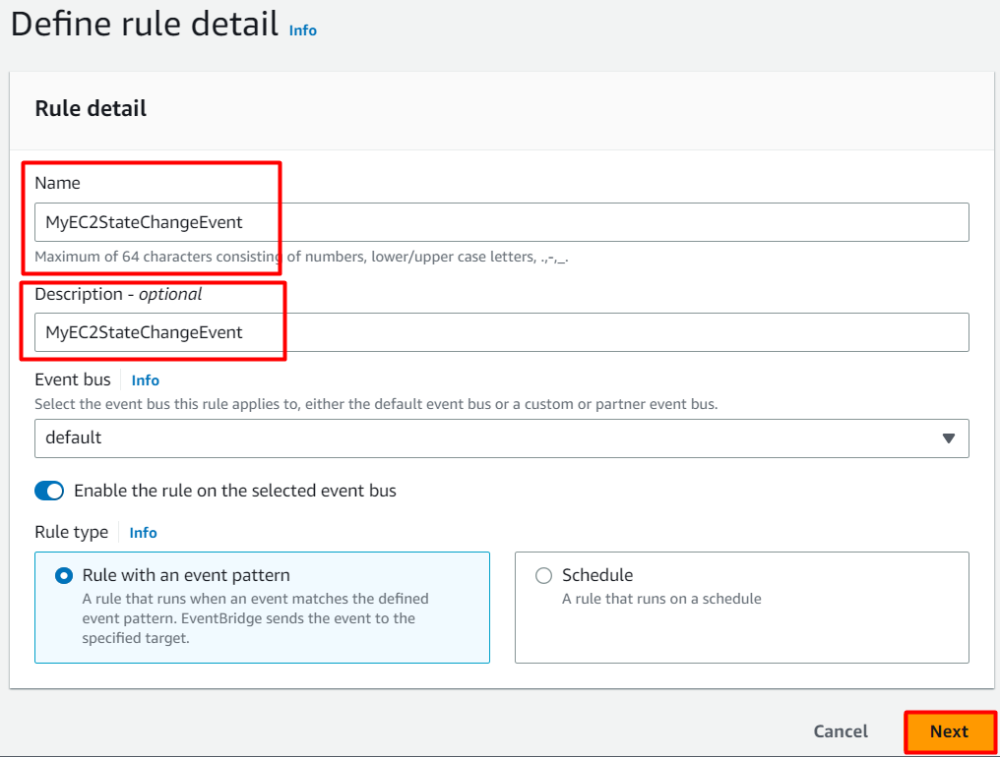 Define rule detail Info
Rule detail
Name
MyEC2StateChangeEvent
Maximum of 64 characters consisting of numbers, lower/upper case letters, .,-,_.
Description - optional
MyEC2StateChangeEvent
Event bus Info
Select the event bus this rule applies to, either the default event bus or a custom or partner event bus.
default
Enable the rule on the selected event bus
Rule type Info
Rule with an event pattern
A rule that runs when an event matches the defined
event pattern. EventBridge sends the event to the
specified target.
Schedule
A rule that runs on a schedule
Cancel
Next